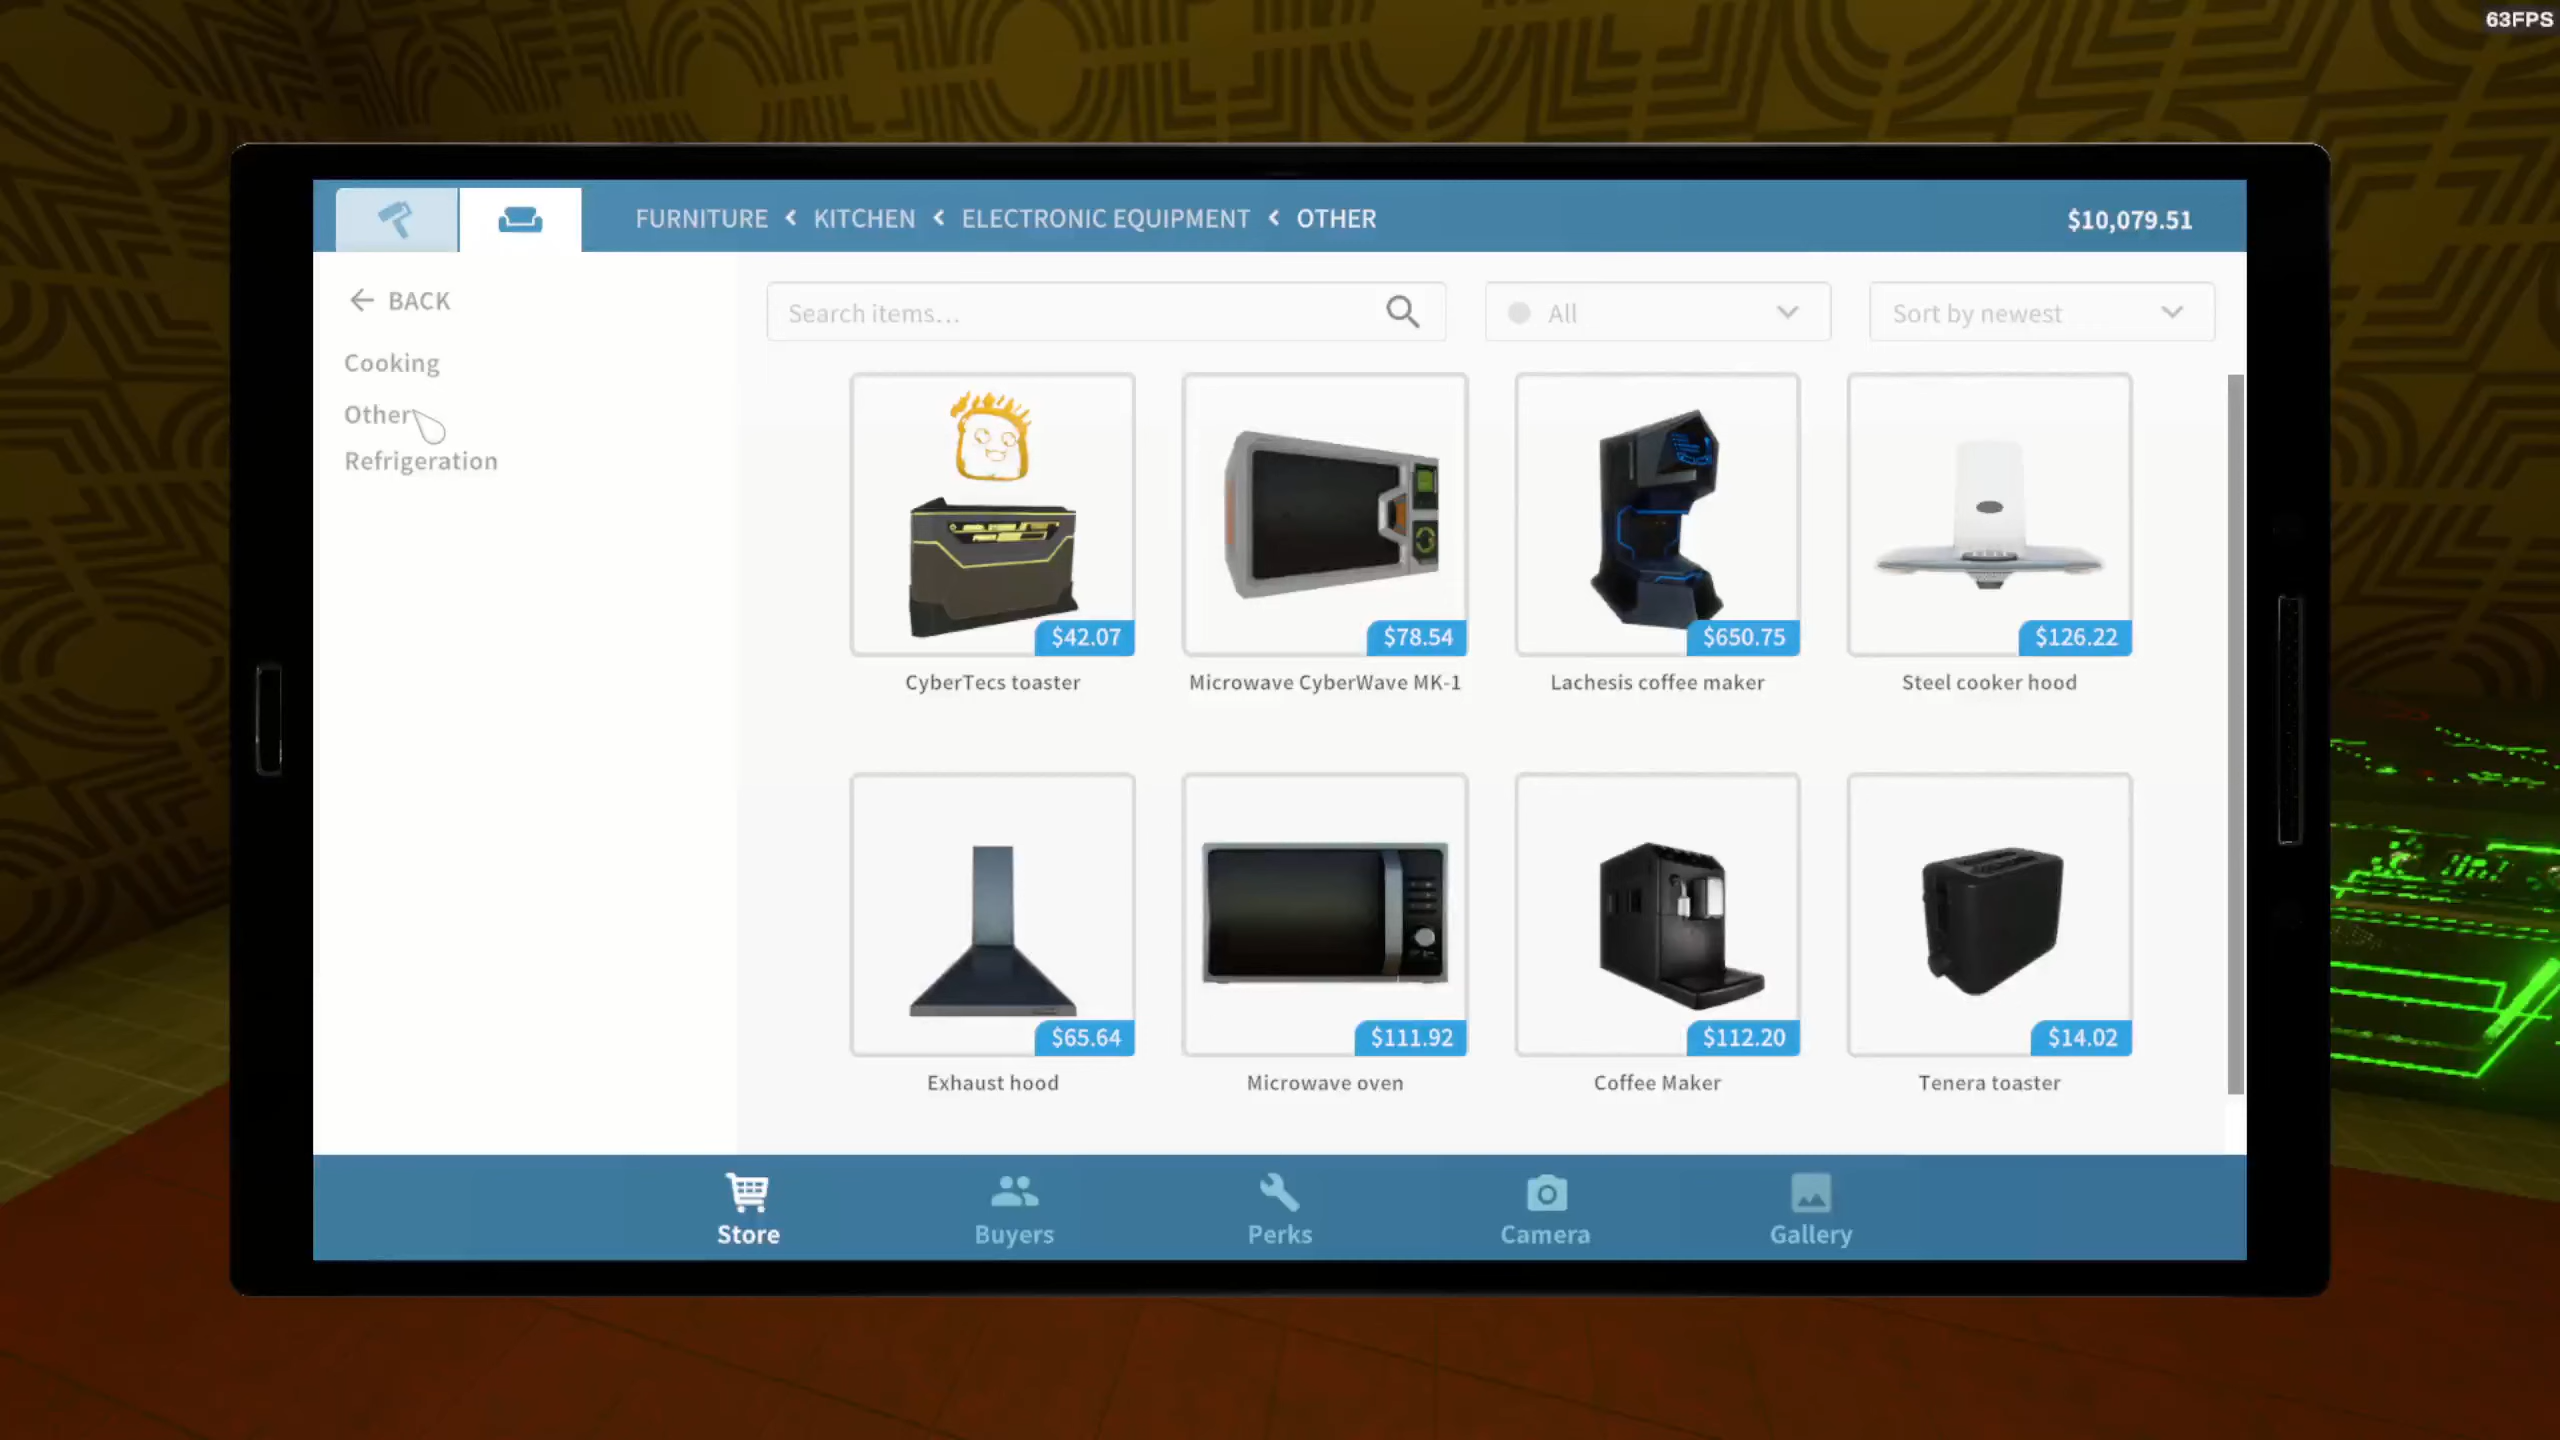 63FPS
FURNITURE < KITCHEN < ELECTRONIC EQUIPMENT < OTHER
$10,079.51
BACK
Cooking
Other
Refrigeration
Search items...
All
Sort by newest
$42.07
$78.54
$650.75
$126.22
CyberTecs toaster
Microwave CyberWave MK-1
Lachesis coffee maker
Steel cooker hood
$65.64
$111.92
$112.20
$14.02
Exhaust hood
Microwave oven
Coffee Maker
Tenera toaster
Store
Buyers
Perks
Camera
Gallery